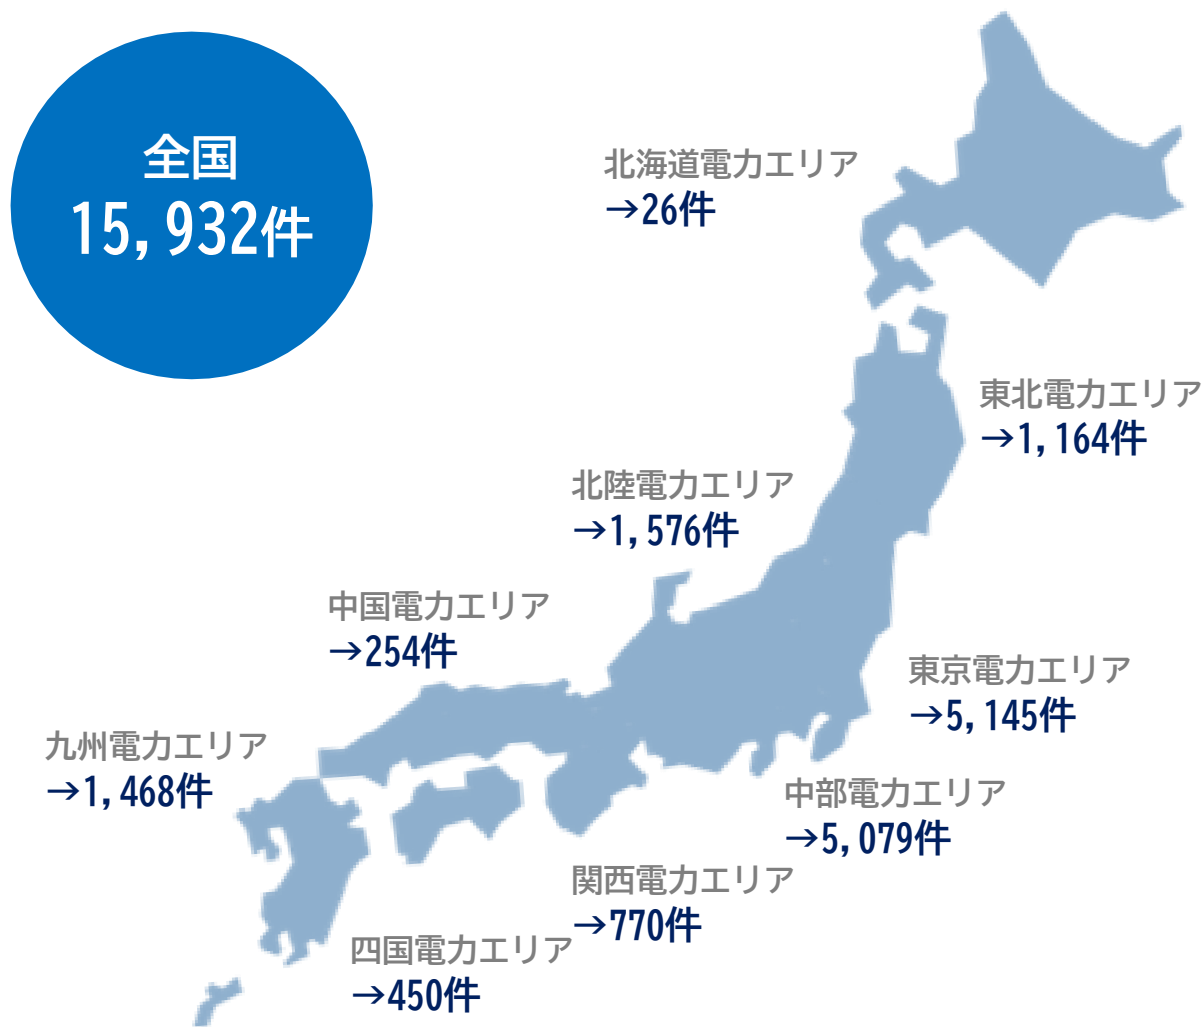 全国
15,932件
北海道電力エリア
→26件
東北電力エリア
→1,164件
北陸電力エリア
→1,576件
中国電力エリア
→254件
東京電力エリア
→5,145件
九州電力エリア
→1,468件
中部電力エリア
→5,079件
関西電力エリア
→770件
四国電力エリア
→450件